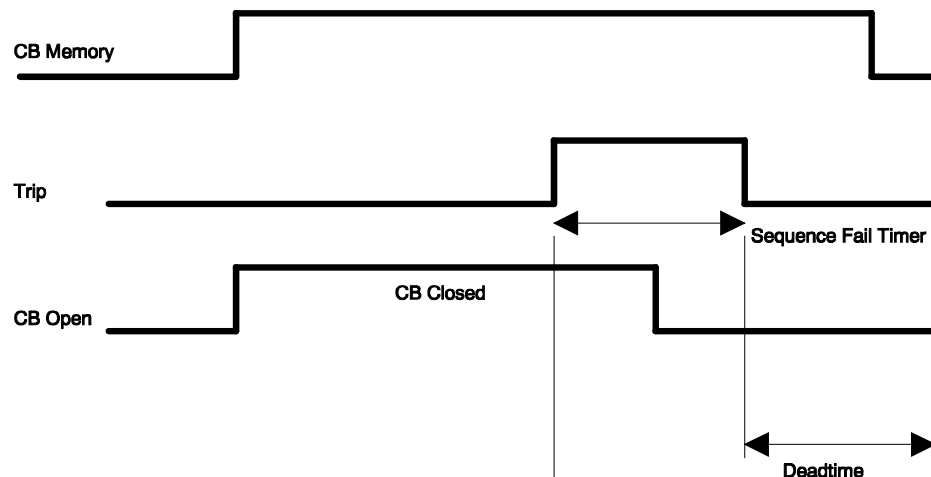 CB Memory
Trip
Sequence Fail Timer
CB Closed
CB Open
Deadtime